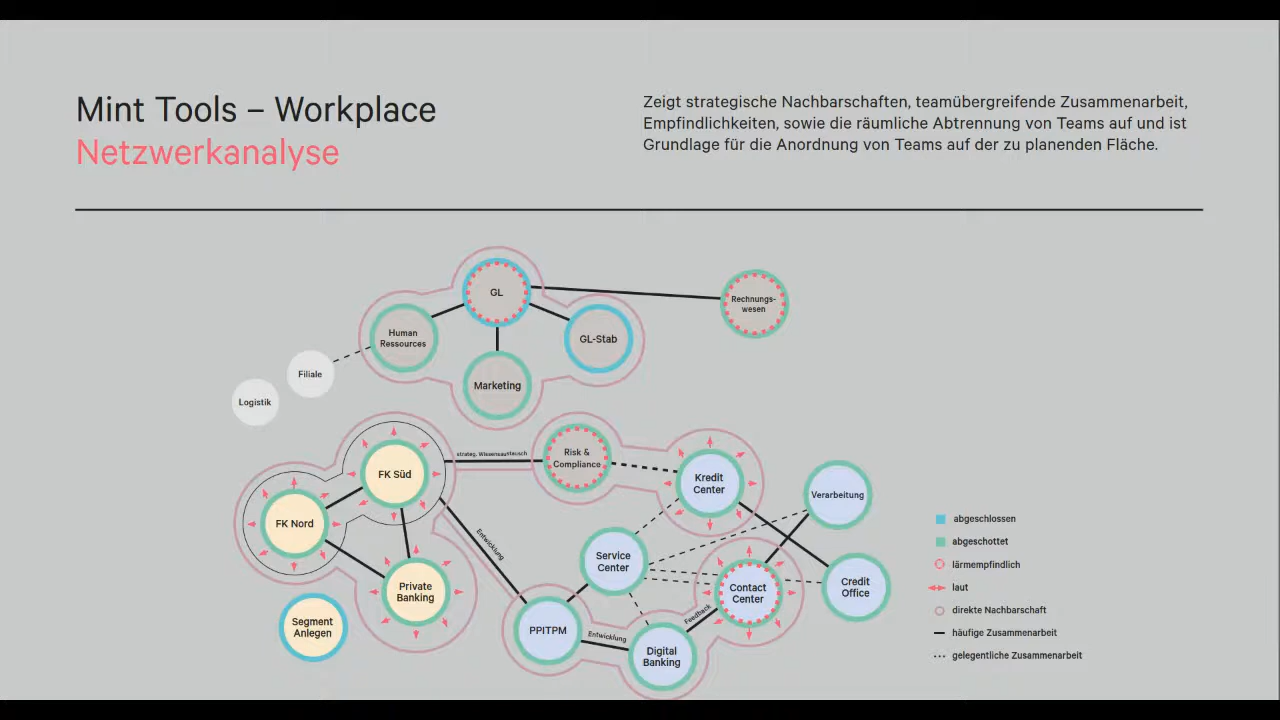 Mint Tools – Workplace
Netzwerkanalyse
Zeigt strategische Nachbarschaften, teamübergreifende Zusammenarbeit,
Empfindlichkeiten, sowie die räumliche Abtrennung von Teams auf und ist
Grundlage für die Anordnung von Teams auf der zu planenden Fläche.
GL
Rechnungs-
wesen
Human
Ressources
GL-Stab
Filiale
Marketing
Logistik
FK Süd
strateg. Wissensaustausch
Risk &
Compliance
Kredit
Center
Verarbeitung
FK Nord
Entwicklung
Service
Center
Private
Banking
Contact
Center
Credit
Office
Segment
Anlegen
PPITPM
Entwicklung
Feedback
Digital
Banking
abgeschlossen
abgeschottet
lärmempfindlich
laut
direkte Nachbarschaft
häufige Zusammenarbeit
gelegentliche Zusammenarbeit